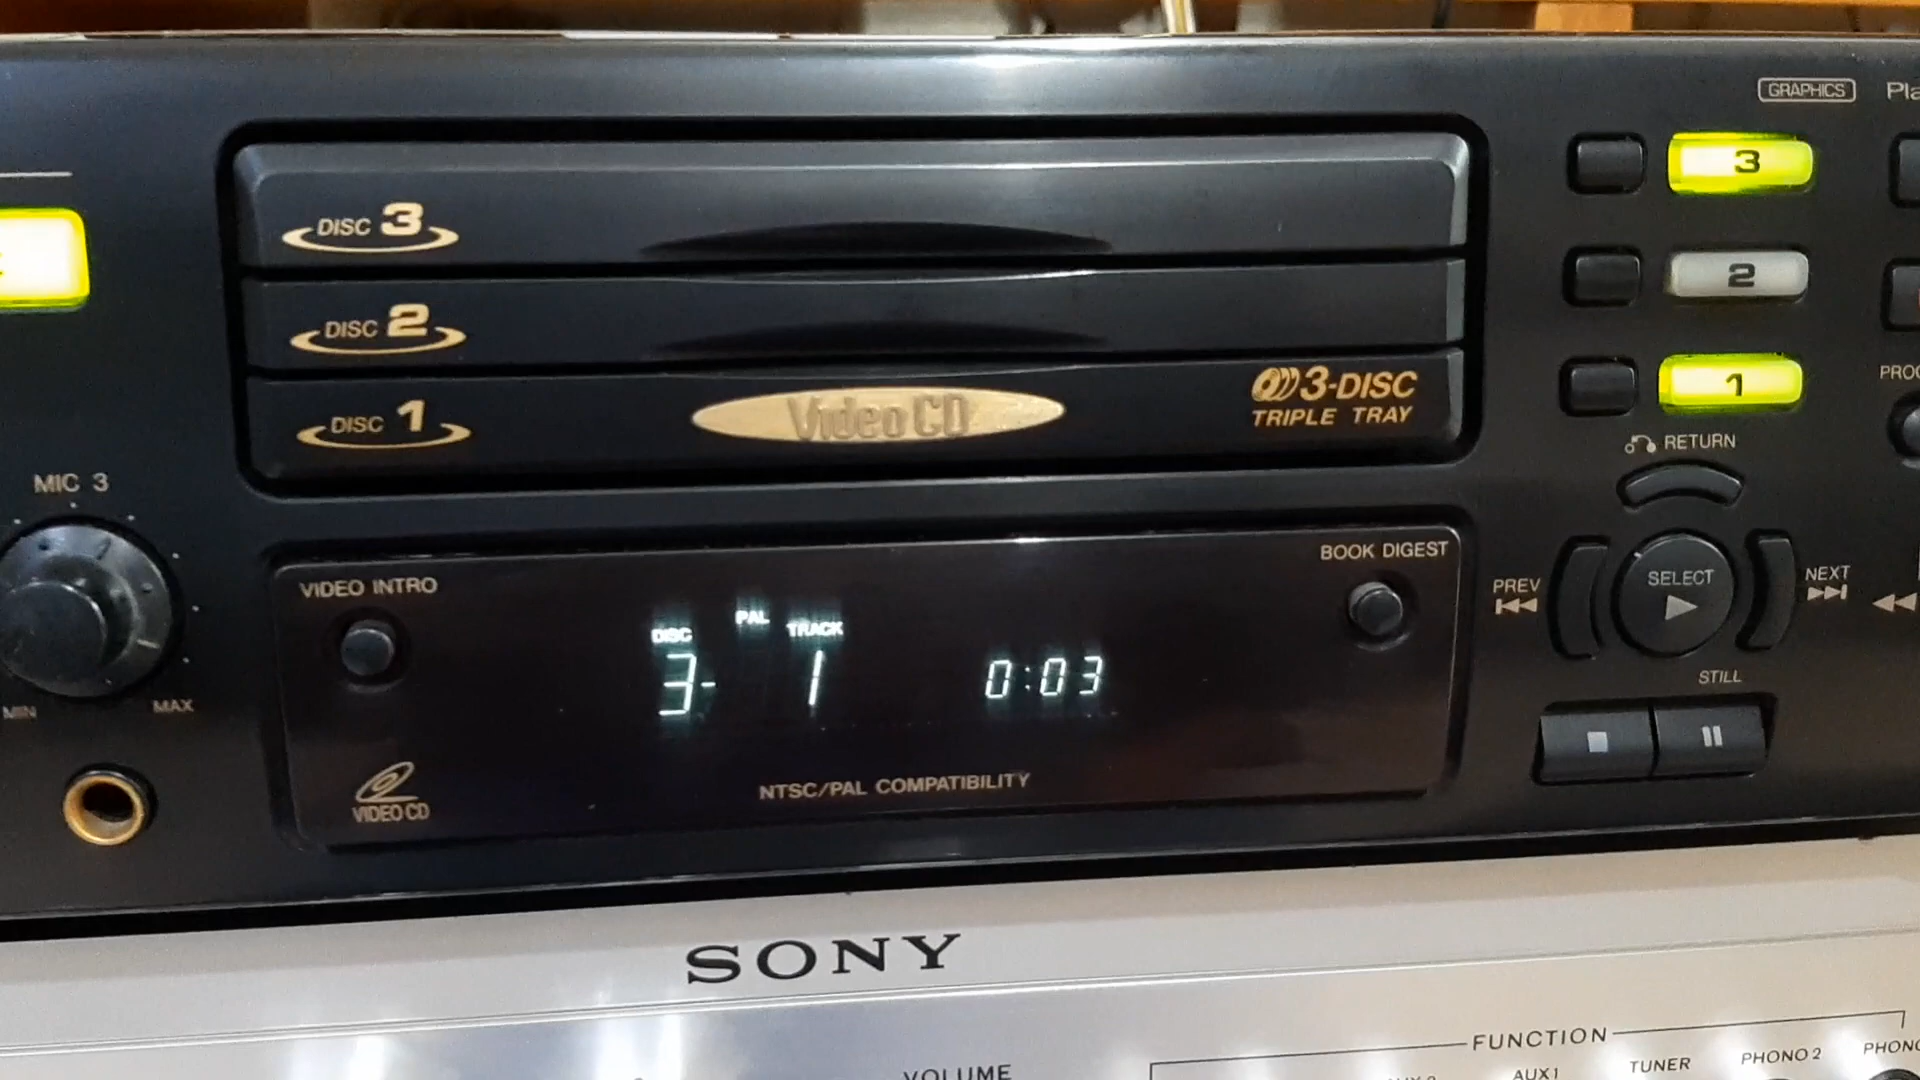 GRAPHICS
3
DISC 3
2
DISC 2
1
DISC 1
Video CD
3-DISC
TRIPLE TRAY
RETURN
MIC 3
MIN
MAX
VIDEO INTRO
BOOK DIGEST
DISC
PAL
TRACK
3-
1
0:03
PREV
SELECT
NEXT
STILL
VIDEO CD
NTSC/PAL COMPATIBILITY
SONY
FUNCTION
VOLUME
AUX1
TUNER
PHONO 2